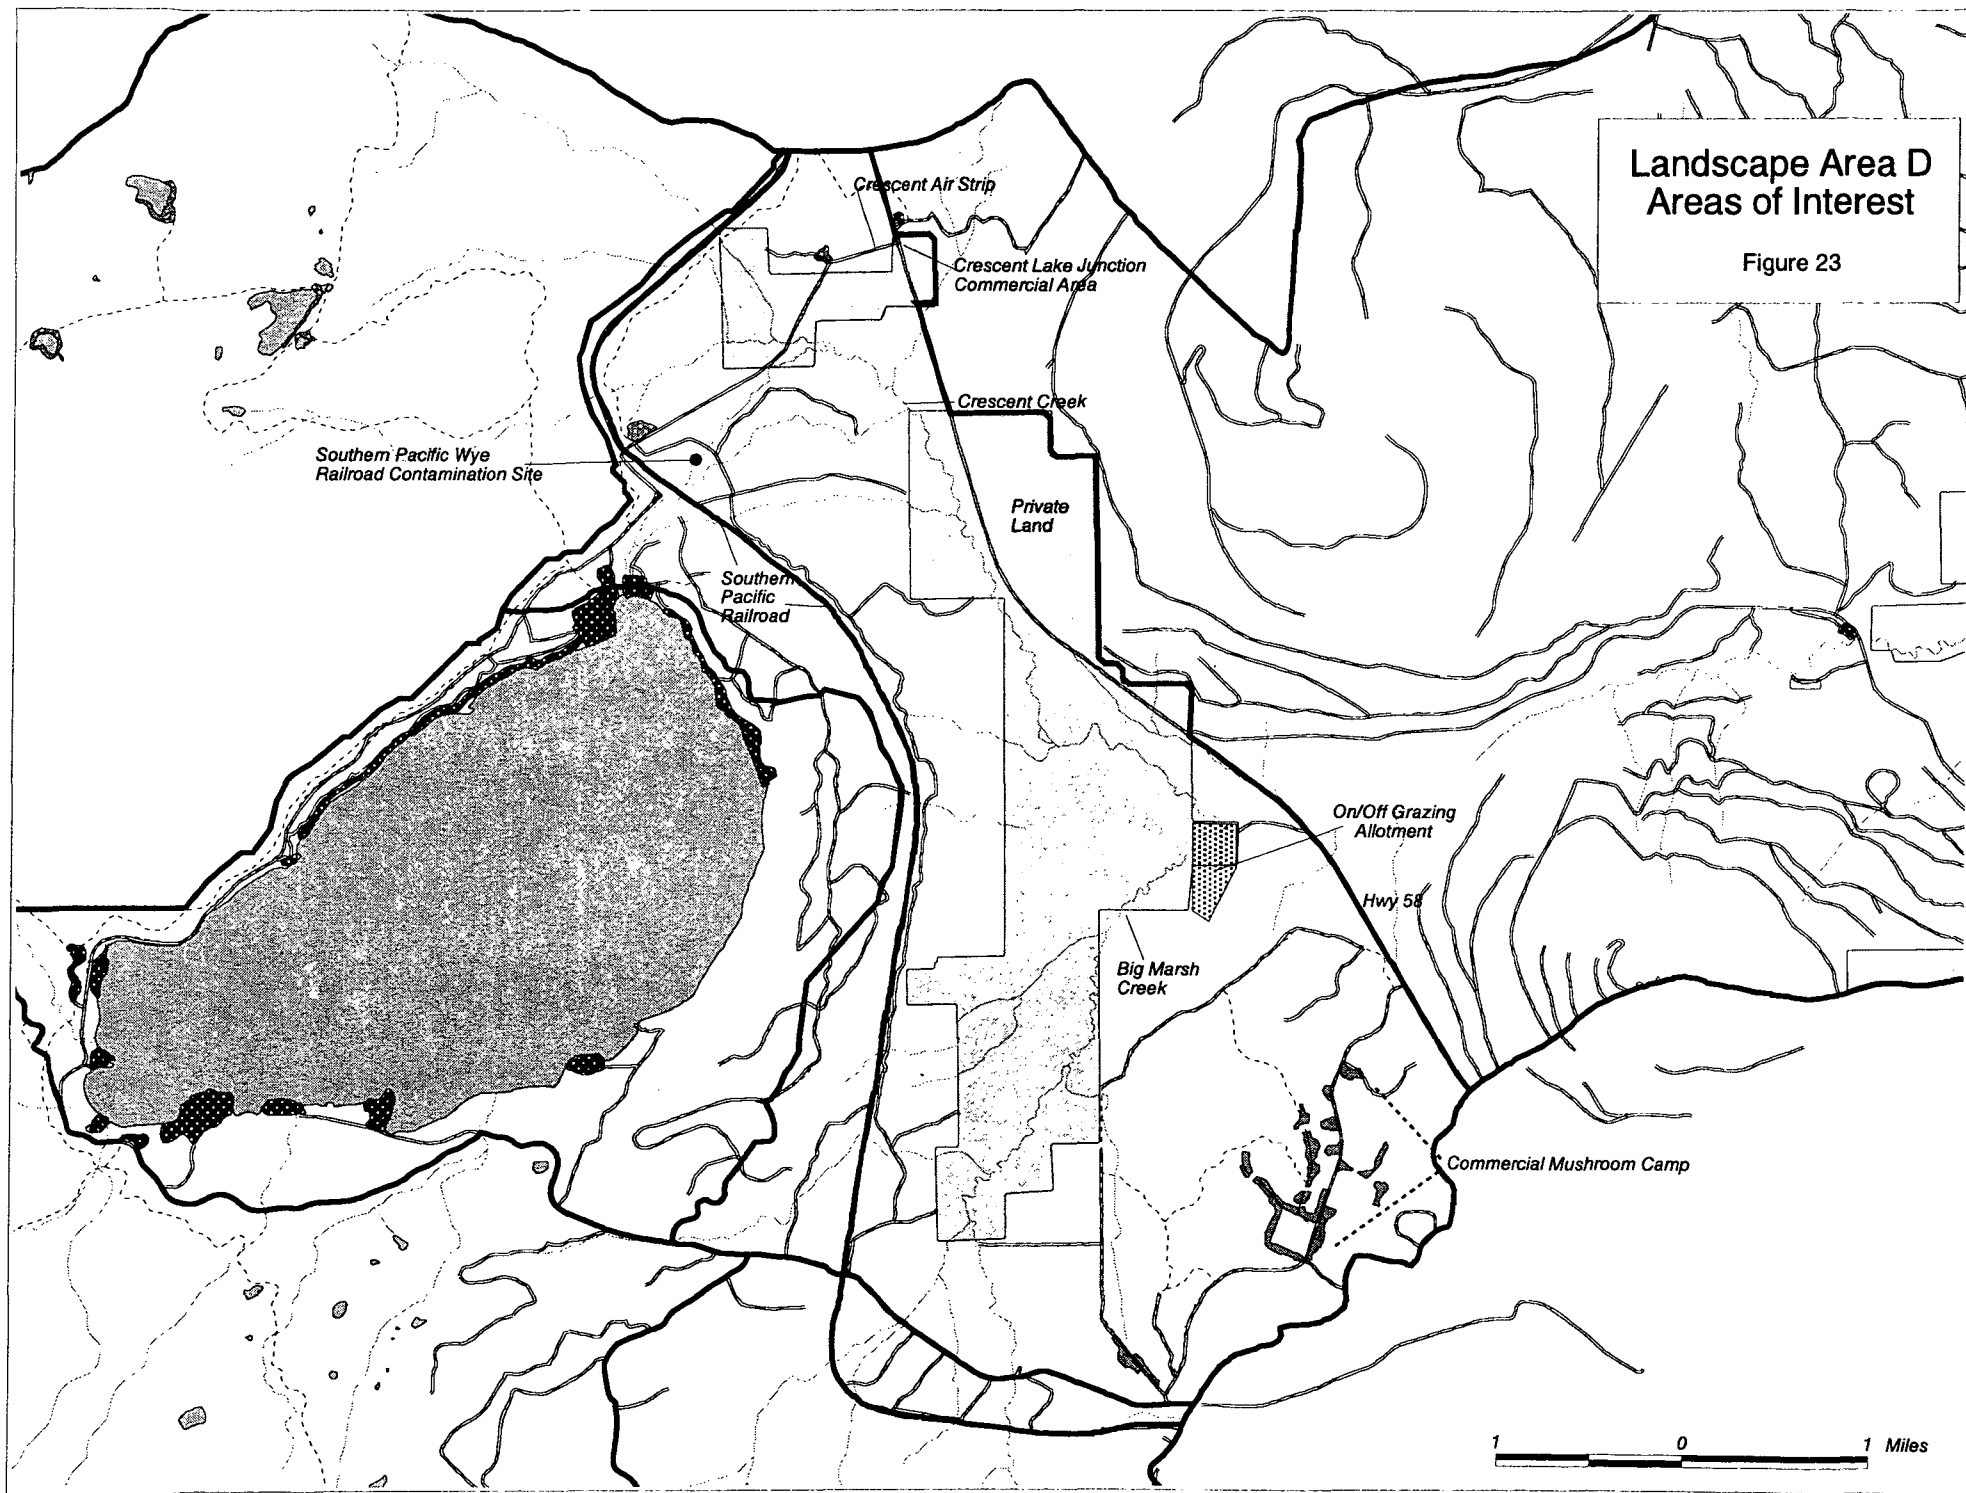 Landscape Area D
Areas of Interest
Figure 23
Crescent Air Strip
Crescent Lake Junction
Commercial Area
Crescent Creek
Southern Pacific Wye
Railroad Contamination Site
Private
Land
Southern
Pacific
Railroad
On/Off Grazing
Allotment
Hwy 58
Big Marsh
Creek
Commercial Mushroom Camp
1 0 1 Miles